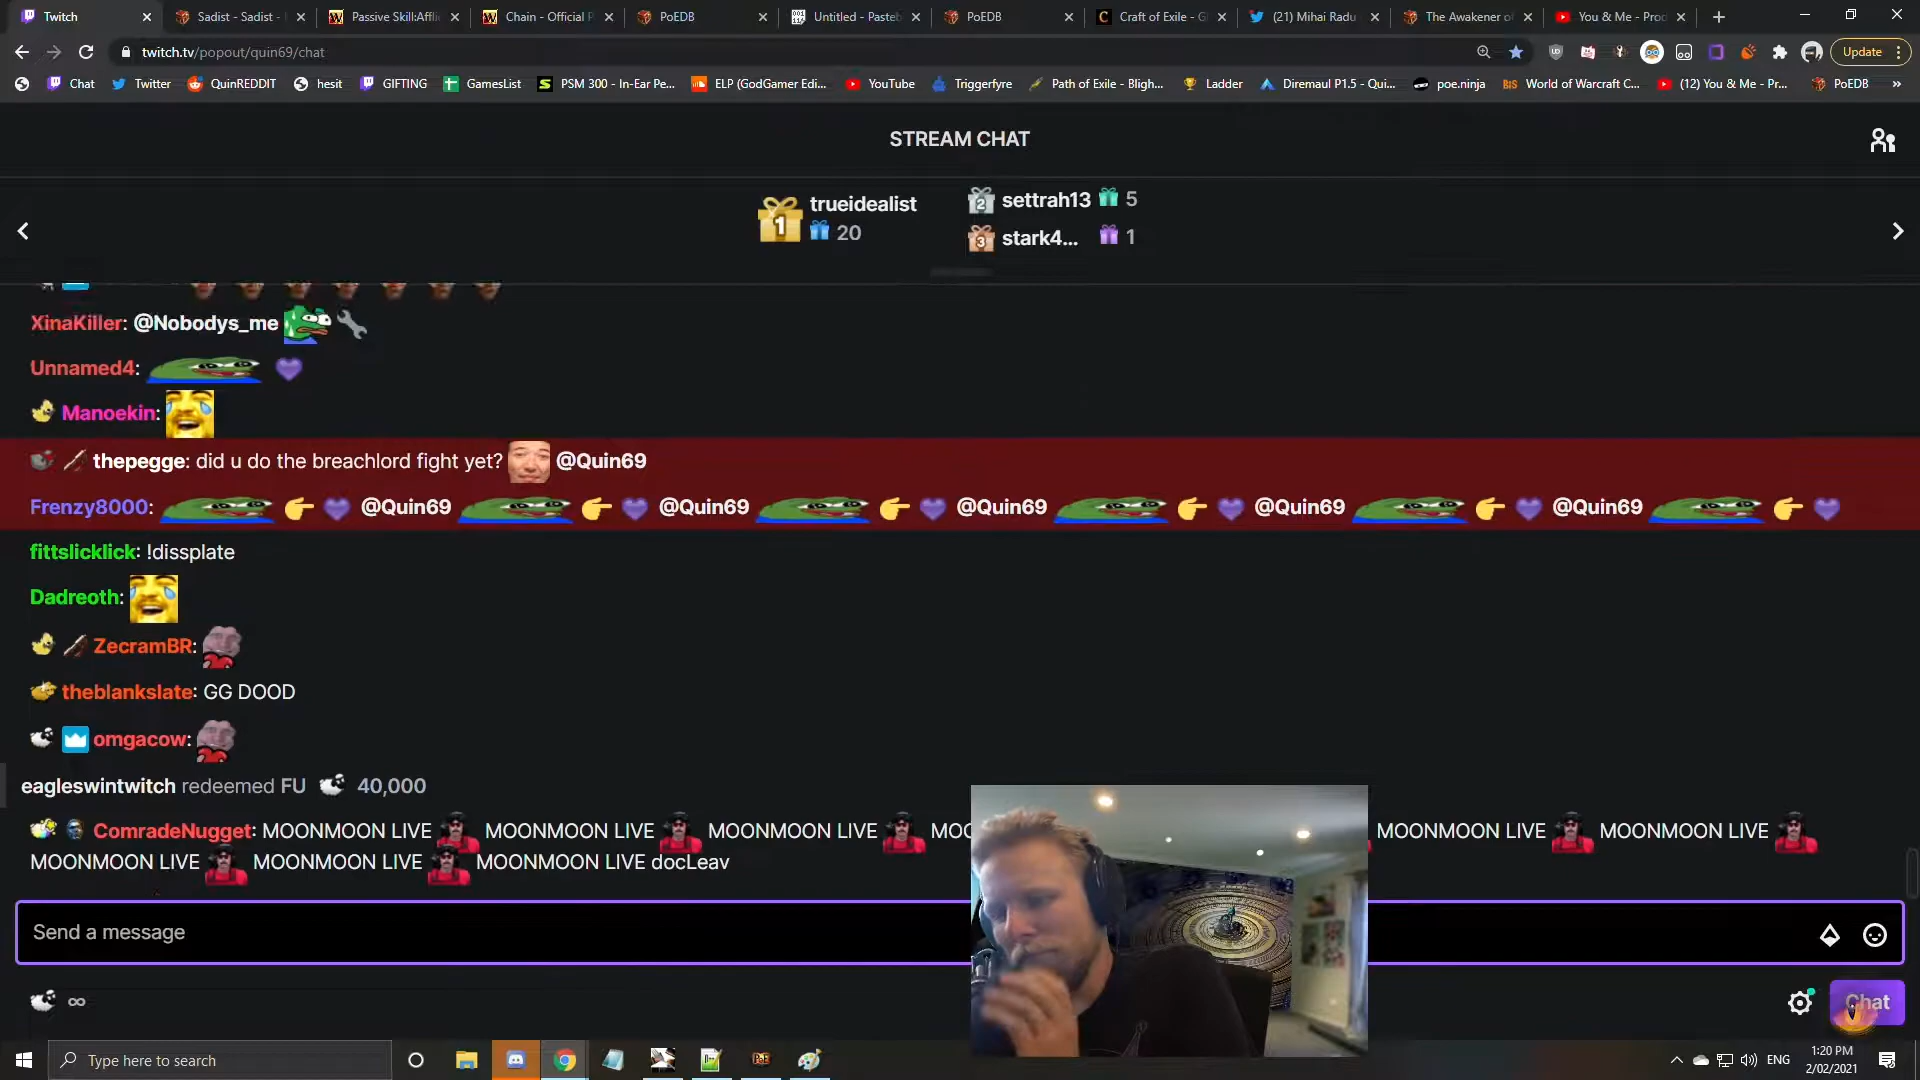 Twitch
Sadist - Sadist -
Passive Skill:Affli
Chain - Official P
PoEDB
Untitled - Pasteb
PoEDB
Craft of Exile - G
(21) Mihai Radu
The Awakener o
You & Me - Proc
twitch.tv/popout/quin69/chat
Update
Chat
Twitter
QuinREDDIT
hesit
GIFTING
GamesList
PSM 300 - In-Ear Pe...
ELP (GodGamer Edi...
YouTube
Triggerfyre
Path of Exile - Bligh...
Ladder
Diremaul P1.5 - Qui...
poe.ninja
World of Warcraft C...
(12) You & Me - Pr...
PoEDB
STREAM CHAT
1 trueidealist 20
2 settrah13 5
3 stark4... 1
XinaKiller: @Nobodys_me
Unnamed4:
Manoekin:
thepegge: did u do the breachlord fight yet? @Quin69
Frenzy8000: @Quin69 @Quin69 @Quin69 @Quin69 @Quin69
fittslicklick: !dissplate
Dadreoth:
ZecramBR:
theblankslate: GG DOOD
omgacow:
eagleswintwitch redeemed FU 40,000
ComradeNugget: MOONMOON LIVE MOONMOON LIVE MOONMOON LIVE MOONMOON LIVE MOONMOON LIVE
MOONMOON LIVE MOONMOON LIVE MOONMOON LIVE docLeav
Send a message
∞
Chat
Type here to search
ENG
1:20 PM
2/02/2021